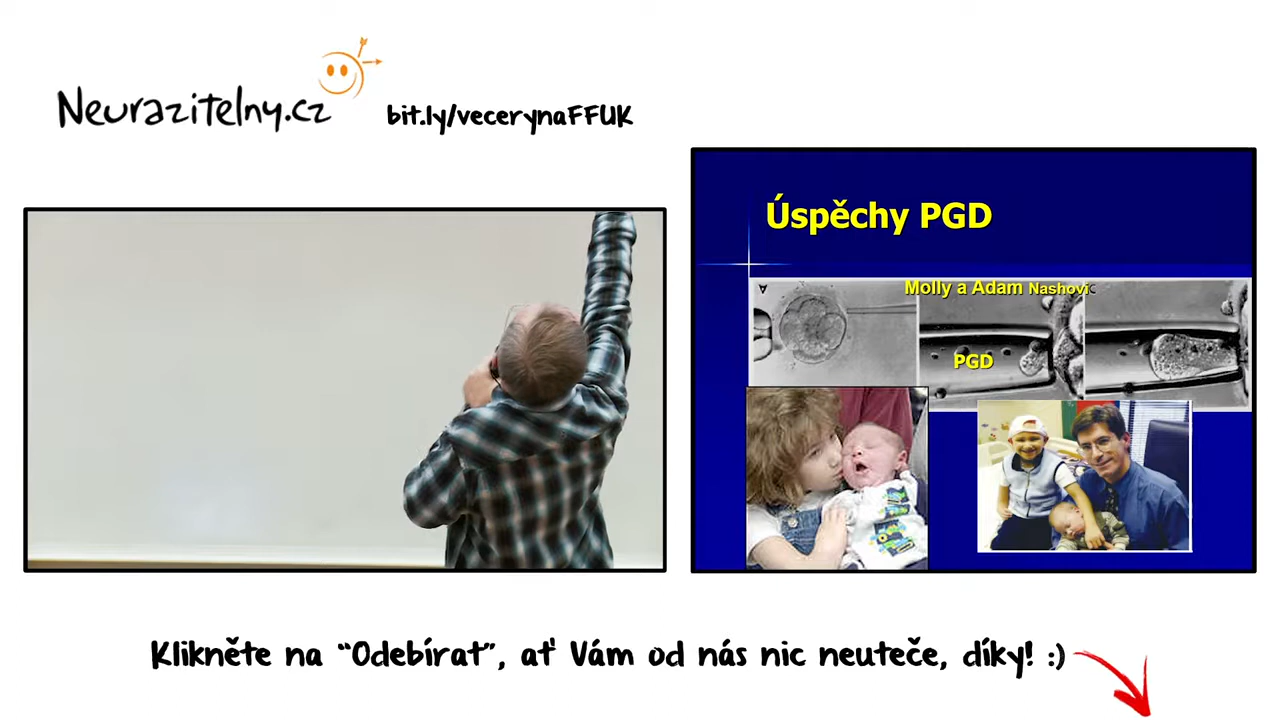 Neurazitelny.cz
bit.ly/vecerynaFFUK
Úspěchy PGD
Molly a Adam Nashovi
PGD
Klikněte na “Odebírat”, ať Vám od nás nic neuteče, díky! :)